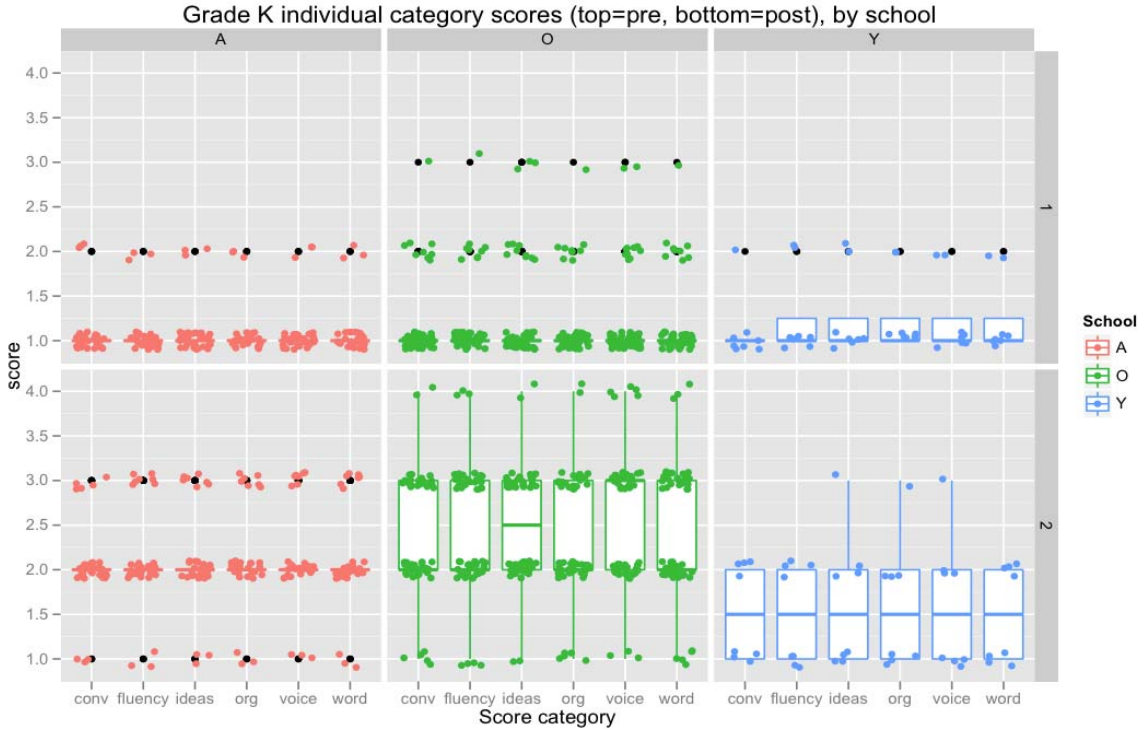 Grade K individual category scores (top=pre, bottom=post), by school
A O Y
4.0
3.5
3.0
2.5
2.0
1.5
1.0
1
score
4.0
3.5
3.0
2.5
2.0
1.5
1.0
2
conv fluency ideas org voice word conv fluency ideas org voice word conv fluency ideas org voice word
Score category
School
A
O
Y